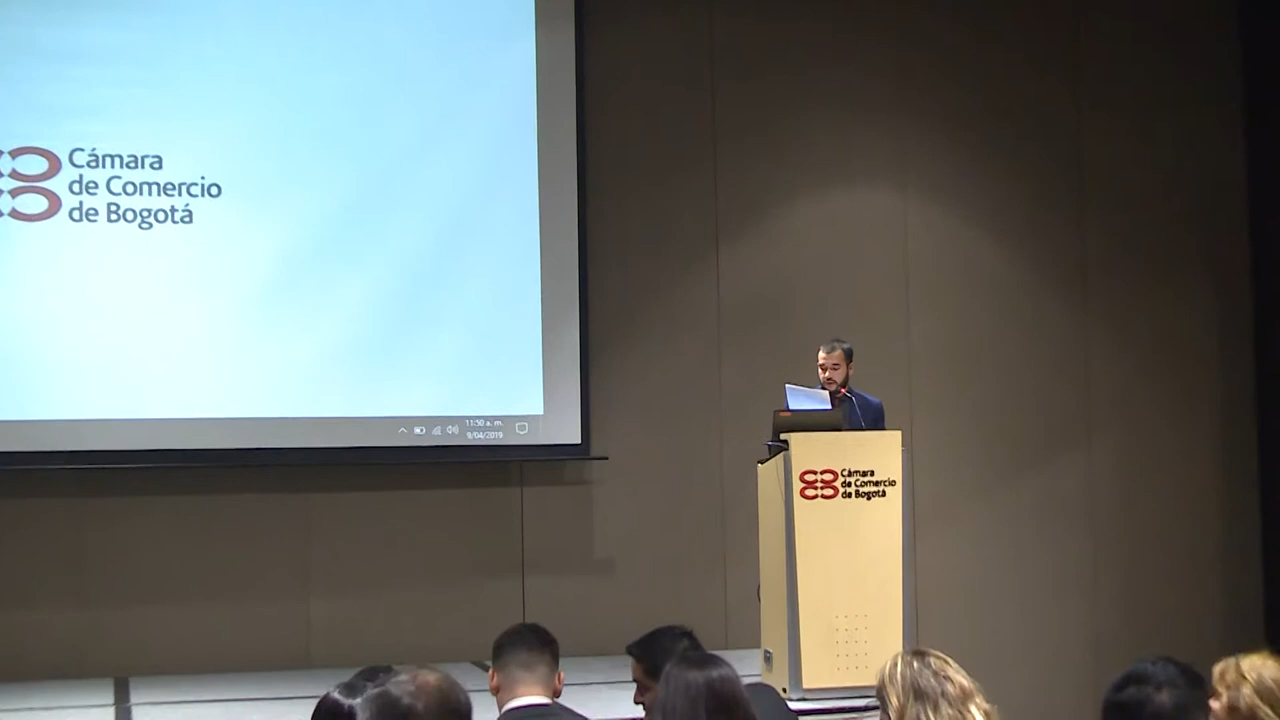 Cámara
de Comercio
de Bogotá
11:50 a. m.
9/04/2019
Cámara
de Comercio
de Bogotá